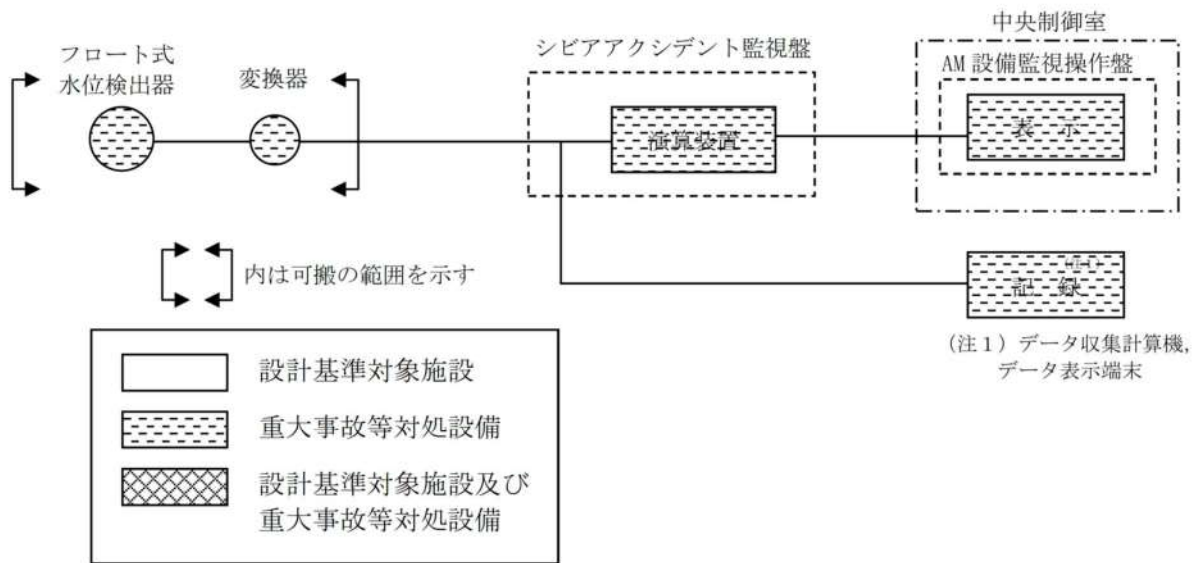 中央制御室
シビアアクシデント監視盤
AM 設備監視操作盤
フロート式
水位検出器
変換器
演算装置
表　示
内は可搬の範囲を示す
(注1)
記　録
(注１) データ収集計算機,
データ表示端末
設計基準対象施設
重大事故等対処設備
設計基準対象施設及び
重大事故等対処設備